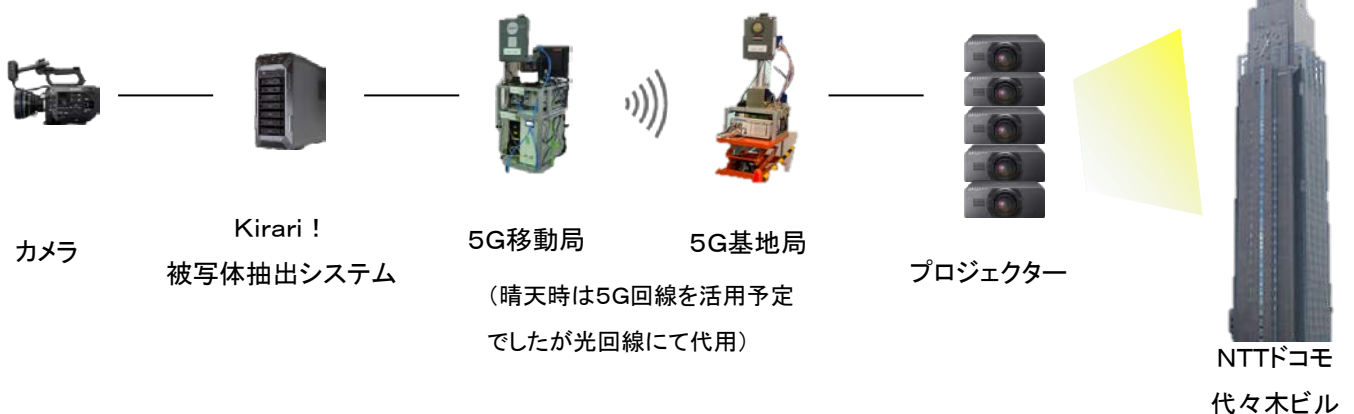 カメラ
Kirari！
被写体抽出システム
5G移動局
5G基地局
（晴天時は5G回線を活用予定
でしたが光回線にて代用）
プロジェクター
NTTドコモ
代々木ビル